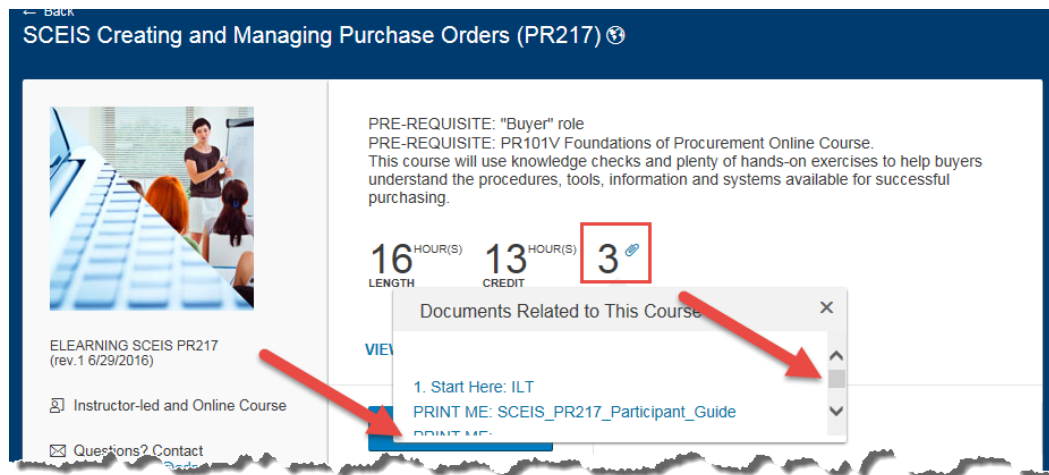 ← Back
SCEIS Creating and Managing Purchase Orders (PR217)
PRE-REQUISITE: "Buyer" role
PRE-REQUISITE: PR101V Foundations of Procurement Online Course.
This course will use knowledge checks and plenty of hands-on exercises to help buyers
understand the procedures, tools, information and systems available for successful
purchasing.
16 HOUR(S)
LENGTH
13 HOUR(S)
CREDIT
3
Documents Related to This Course
1. Start Here: ILT
PRINT ME: SCEIS_PR217_Participant_Guide
PRINT ME:
ELEARNING SCEIS PR217
(rev.1 6/29/2016)
Instructor-led and Online Course
Questions? Contact